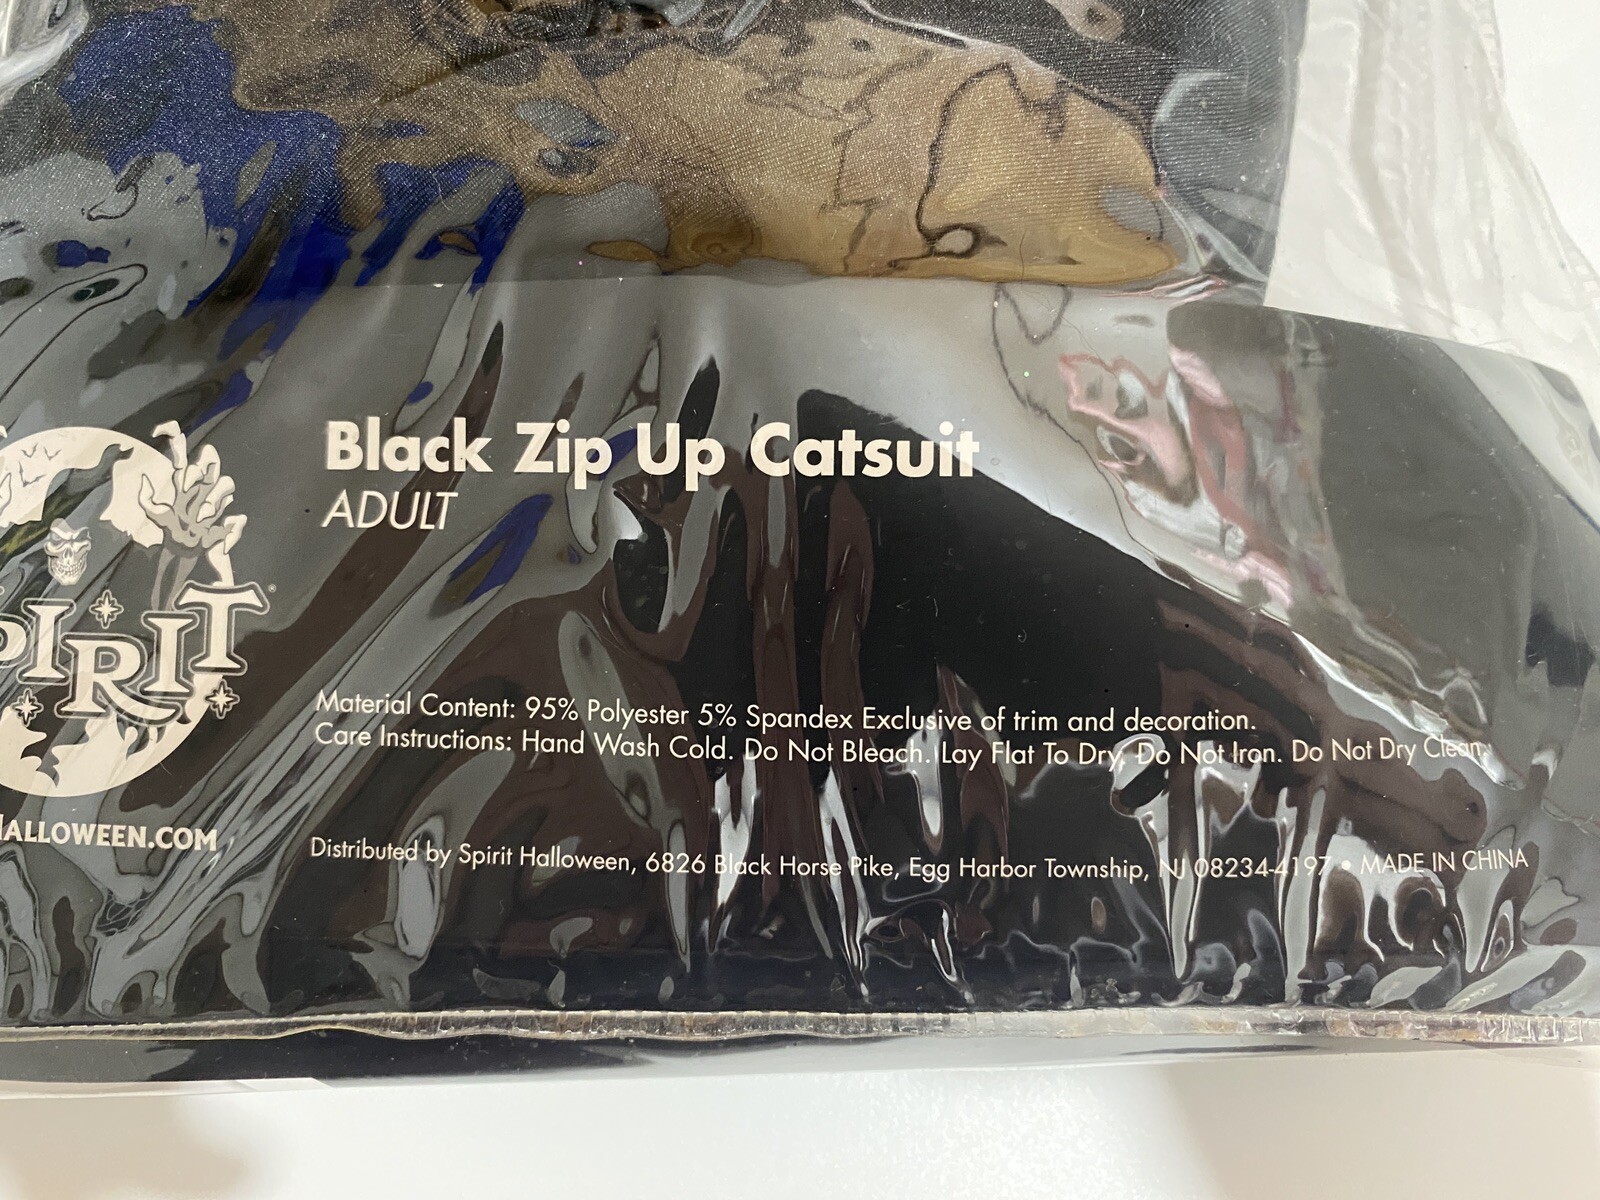 Black Zip Up Catsuit
ADULT
SPIRIT
HALLOWEEN.COM
Material Content: 95% Polyester 5% Spandex Exclusive of trim and decoration.
Care Instructions: Hand Wash Cold. Do Not Bleach. Lay Flat To Dry. Do Not Iron. Do Not Dry Clean.
Distributed by Spirit Halloween, 6826 Black Horse Pike, Egg Harbor Township, NJ 08234-4197 • MADE IN CHINA